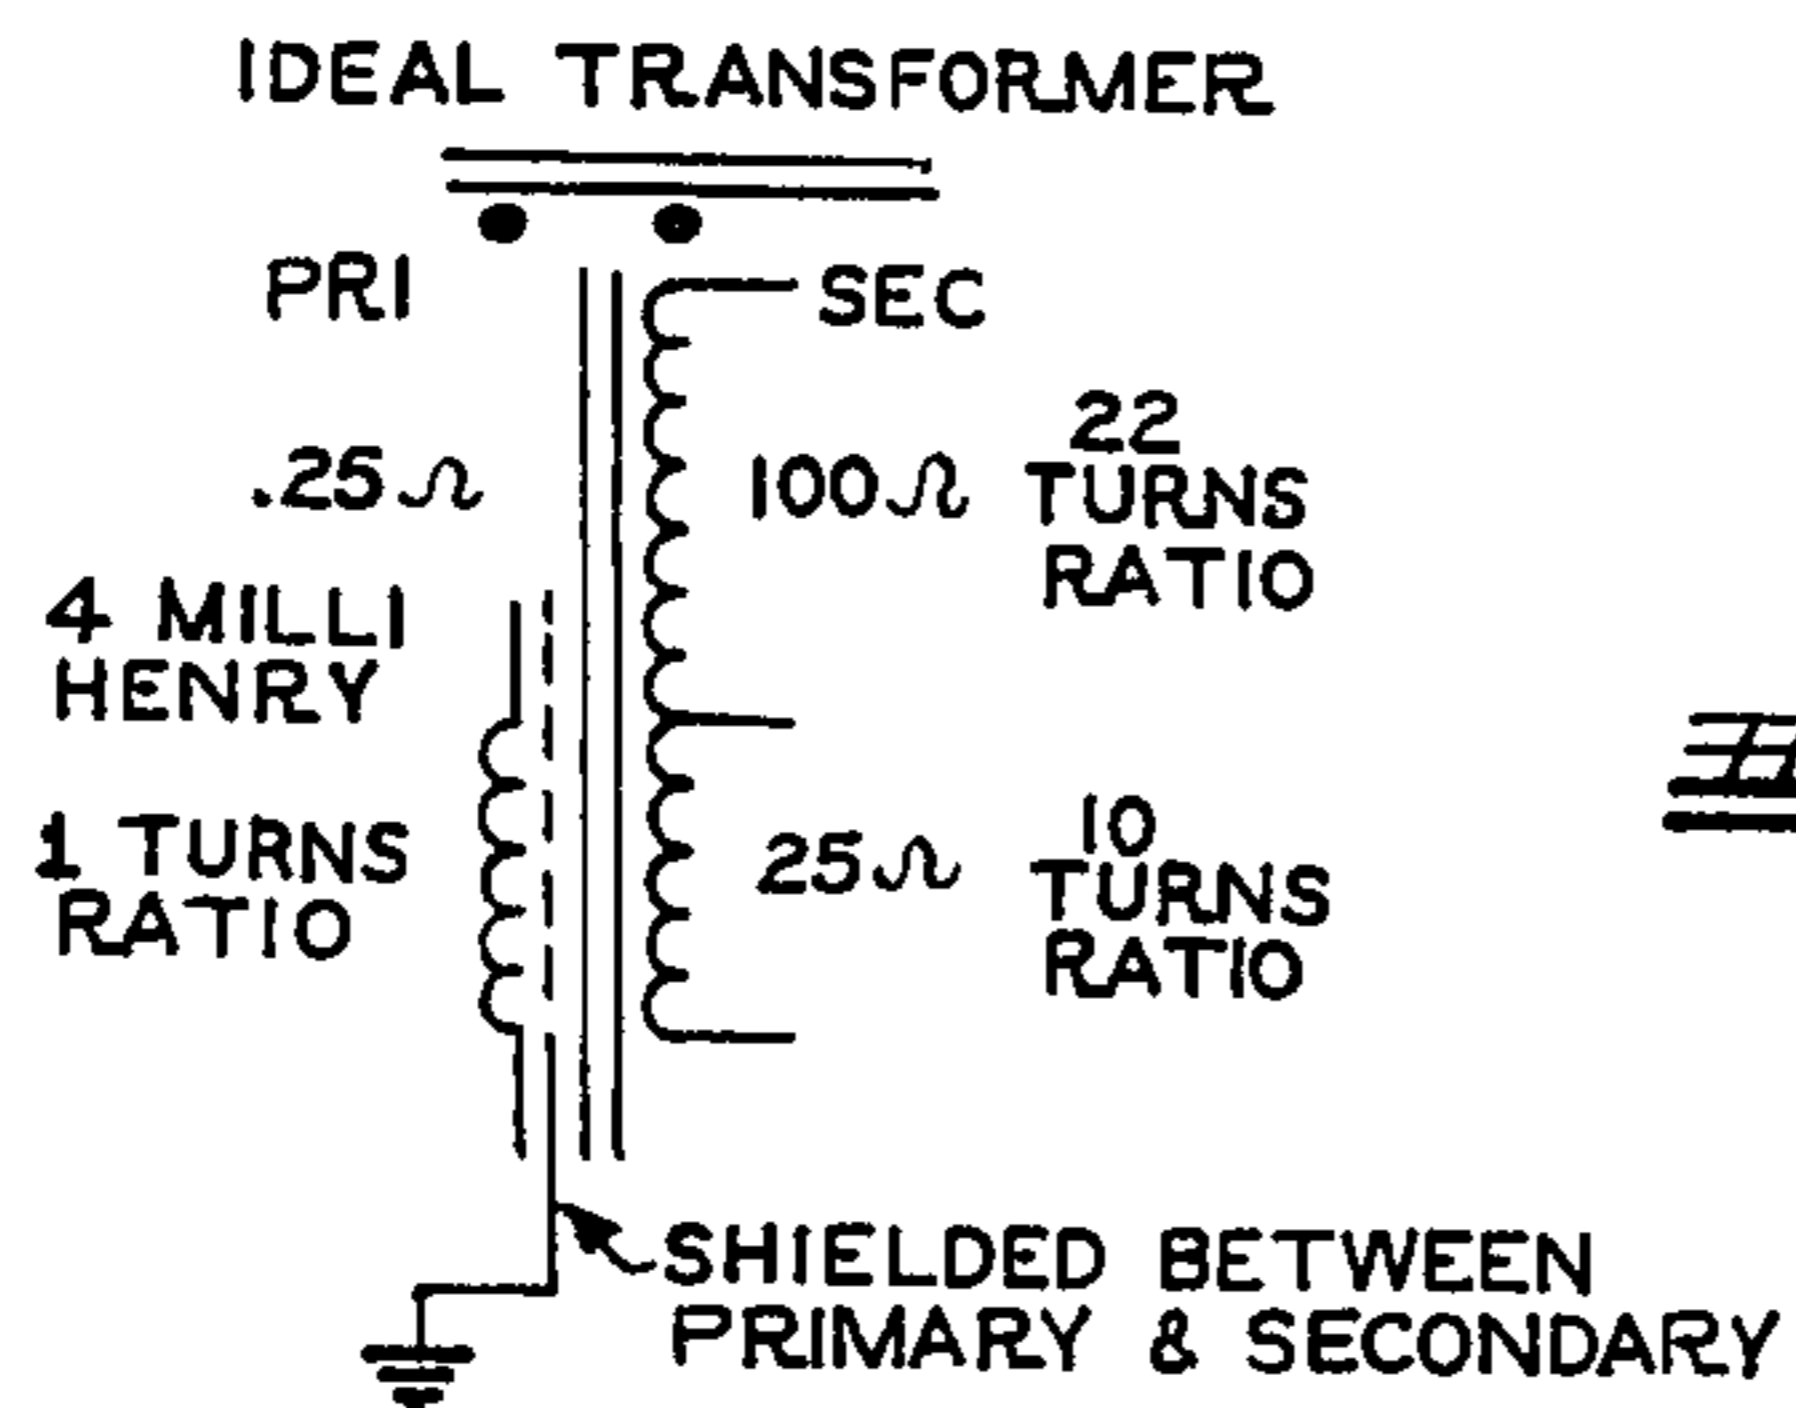 IDEAL TRANSFORMER
PRI
SEC
.25Ω
100Ω
22
TURNS
RATIO
4 MILLI
HENRY
1 TURNS
RATIO
25Ω
10
TURNS
RATIO
SHIELDED BETWEEN
PRIMARY & SECONDARY